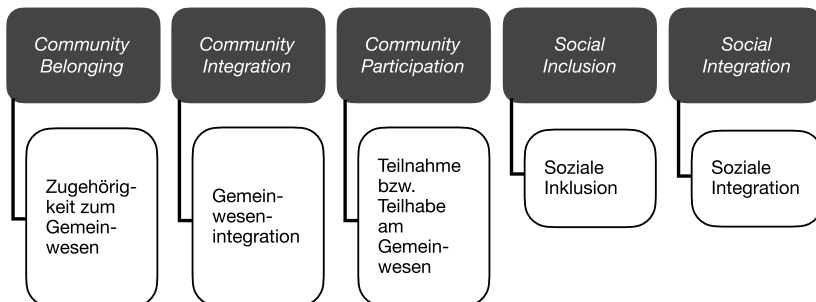 Community
Belonging
Community
Integration
Community
Participation
Social
Inclusion
Social
Integration
Zugehörig-
keit zum
Gemein-
wesen
Gemein-
wesen-
integration
Teilnahme
bzw.
Teilhabe
am
Gemein-
wesen
Soziale
Inklusion
Soziale
Integration